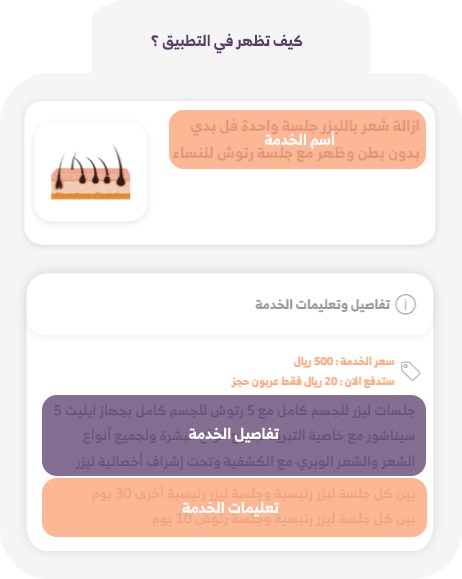 كيف تظهر في التطبيق ؟
ازالة شعر بالليزر جلسة واحدة فل بدي
أسم الخدمة
بدون بطن وظهر مع جلسة رتوش للنساء
تفاصيل وتعليمات الخدمة
سعر الخدمة : 500 ريال
ستدفع الان : 20 ريال فقط عربون حجز
جلسات ليزر للجسم كامل مع 5 رتوش للجسم كامل بجهاز ايليت 5
سيناشور مع خاصية التبريد بشرة ولجميع أنواع
تفاصيل الخدمة
الشعر والشعر الوبري مع الكشفية وتحت إشراف أخصائية ليزر
بين كل جلسة ليزر رئيسية وجلسة ليزر رئيسية أخرى 30 يوم
تعليمات الخدمة
بين كل جلسة ليزر رئيسية وجلسة رتوش 10 يوم